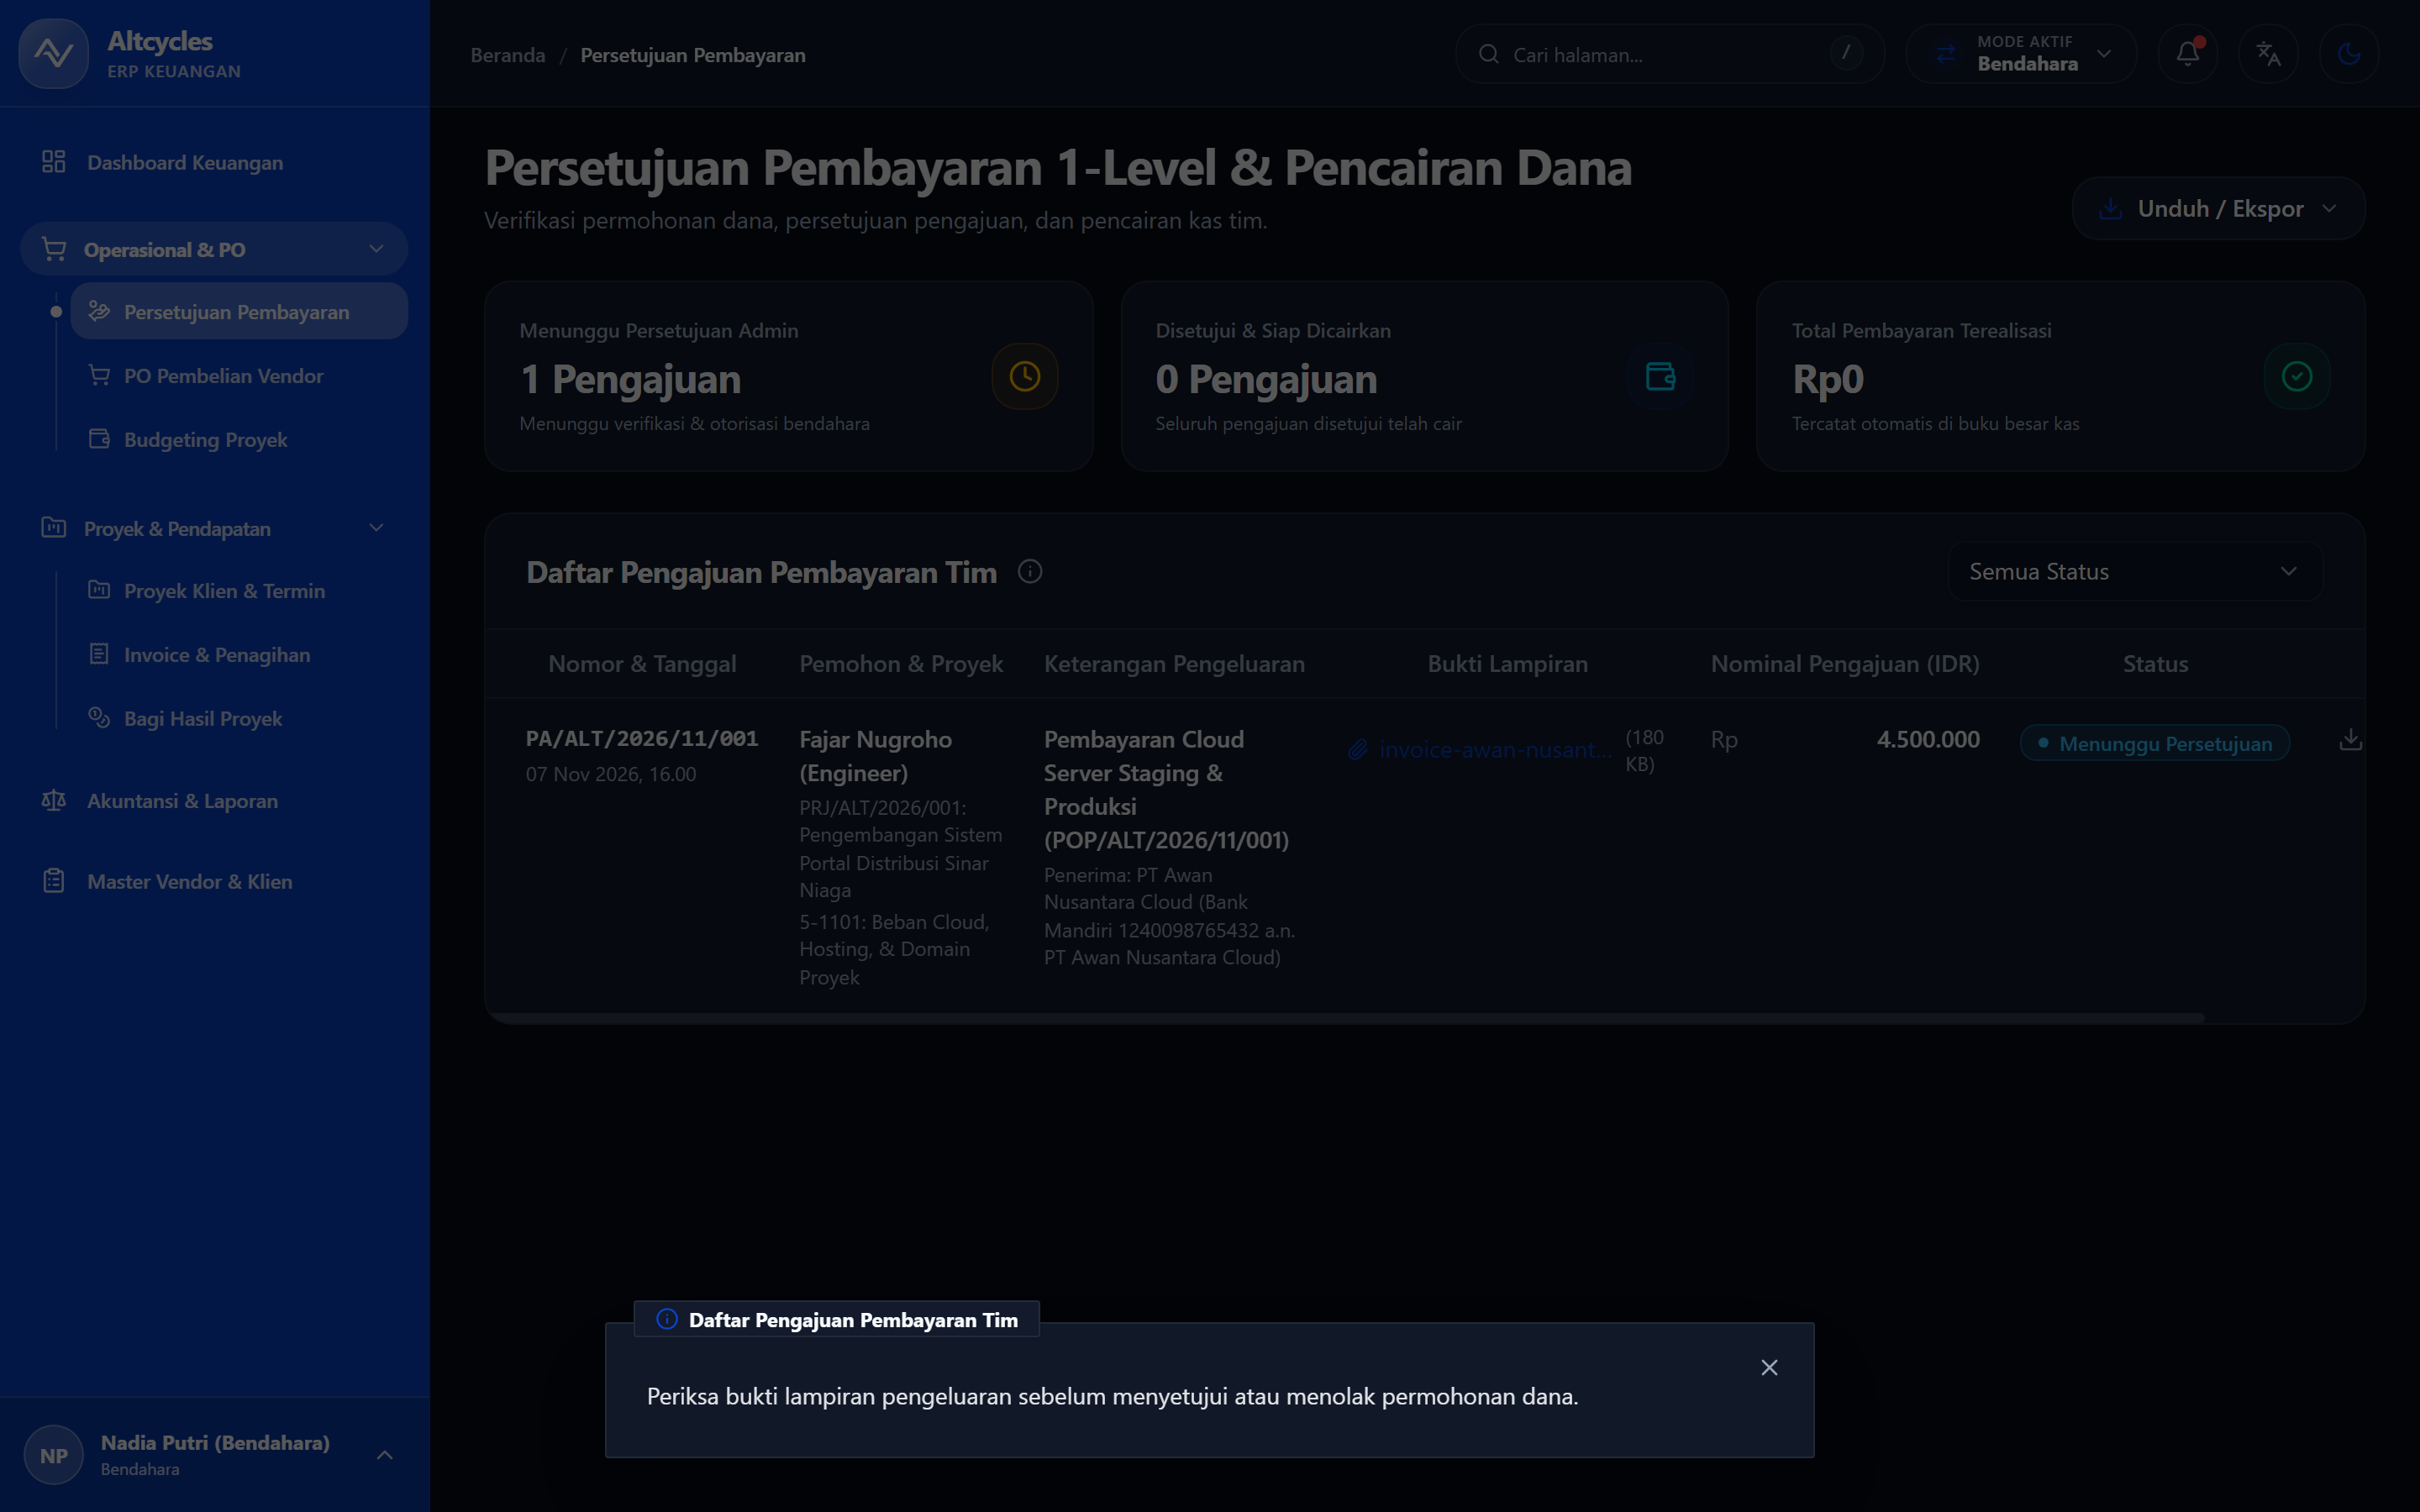 Altcycles
ERP KEUANGAN
Dashboard Keuangan
Operasional & PO
Persetujuan Pembayaran
PO Pembelian Vendor
Budgeting Proyek
Proyek & Pendapatan
Proyek Klien & Termin
Invoice & Penagihan
Bagi Hasil Proyek
Akuntansi & Laporan
Master Vendor & Klien
NP
Nadia Putri (Bendahara)
Bendahara
Beranda / Persetujuan Pembayaran
Cari halaman...
/
MODE AKTIF
Bendahara
Persetujuan Pembayaran 1-Level & Pencairan Dana
Verifikasi permohonan dana, persetujuan pengajuan, dan pencairan kas tim.
Unduh / Ekspor
Menunggu Persetujuan Admin
1 Pengajuan
Menunggu verifikasi & otorisasi bendahara
Disetujui & Siap Dicairkan
0 Pengajuan
Seluruh pengajuan disetujui telah cair
Total Pembayaran Terealisasi
Rp0
Tercatat otomatis di buku besar kas
Daftar Pengajuan Pembayaran Tim
Semua Status
Nomor & Tanggal
Pemohon & Proyek
Keterangan Pengeluaran
Bukti Lampiran
Nominal Pengajuan (IDR)
Status
PA/ALT/2026/11/001
07 Nov 2026, 16.00
Fajar Nugroho
(Engineer)
PRJ/ALT/2026/001:
Pengembangan Sistem
Portal Distribusi Sinar
Niaga
5-1101: Beban Cloud,
Hosting, & Domain
Proyek
Pembayaran Cloud
Server Staging &
Produksi
(POP/ALT/2026/11/001)
Penerima: PT Awan
Nusantara Cloud (Bank
Mandiri 1240098765432 a.n.
PT Awan Nusantara Cloud)
invoice-awan-nusant...
(180
KB)
Rp 4.500.000
Menunggu Persetujuan
Daftar Pengajuan Pembayaran Tim
Periksa bukti lampiran pengeluaran sebelum menyetujui atau menolak permohonan dana.